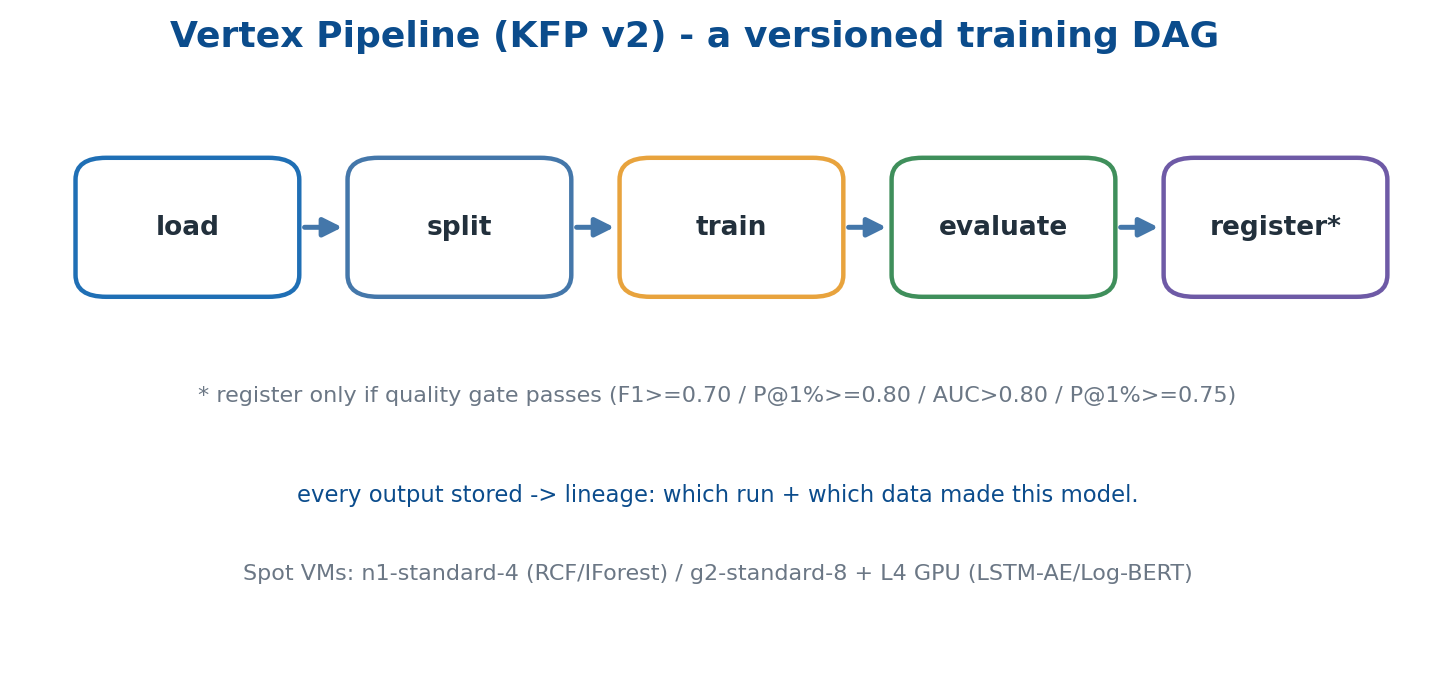 Vertex Pipeline (KFP v2) - a versioned training DAG
load
split
train
evaluate
register*
* register only if quality gate passes (F1>=0.70 / P@1%>=0.80 / AUC>0.80 / P@1%>=0.75)
every output stored -> lineage: which run + which data made this model.
Spot VMs: n1-standard-4 (RCF/IForest) / g2-standard-8 + L4 GPU (LSTM-AE/Log-BERT)